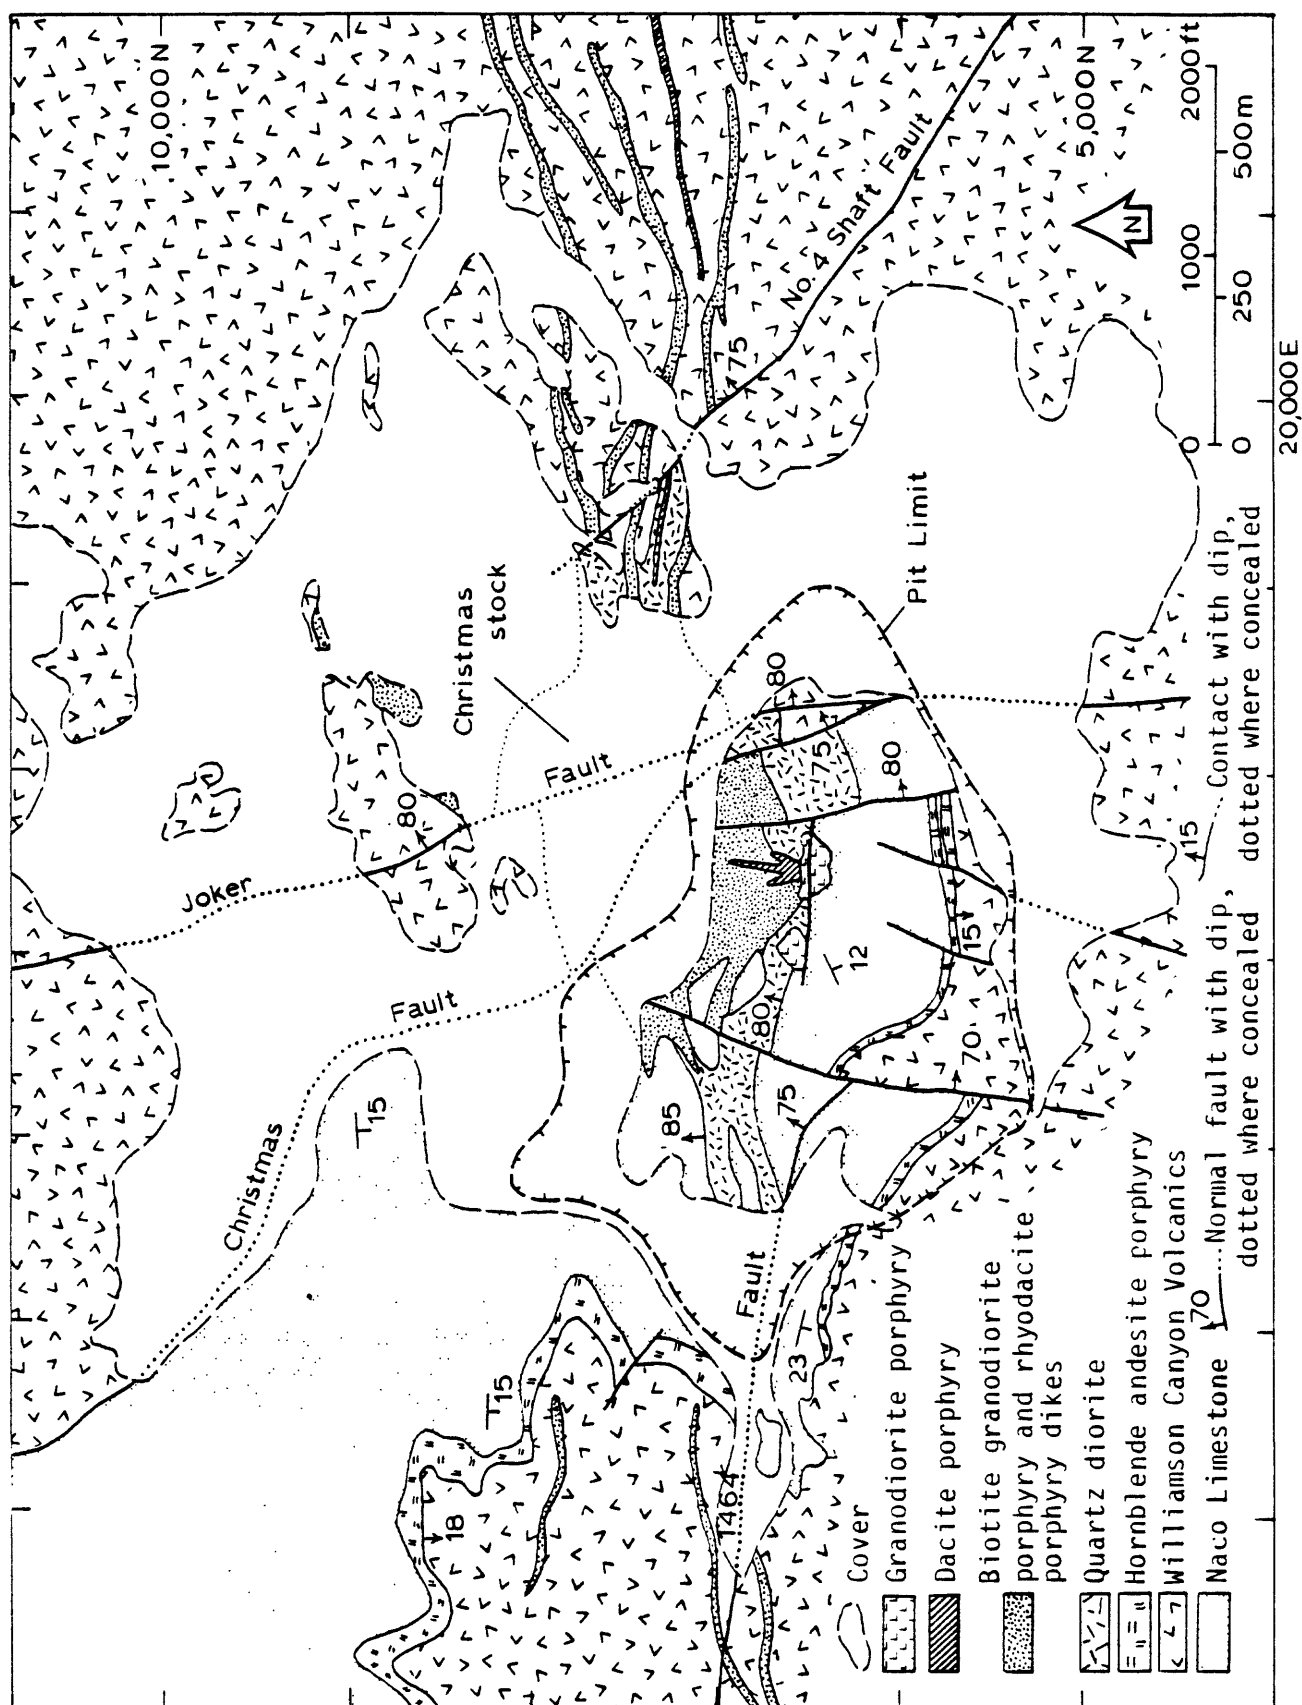 10,000N
5,000N
20,000E
Christmas
Fault
Joker
Fault
Christmas
stock
No. 4 Shaft Fault
Pit Limit
1464
Fault
N
15
15
18
23
12
85
75
80
70
15
80
75
80
80
75
0
1000
2000ft
0
250
500m
Cover
Granodiorite porphyry
Dacite porphyry
Biotite granodiorite
porphyry and rhyodacite
porphyry dikes
Quartz diorite
Hornblende andesite porphyry
Williamson Canyon Volcanics
Naco Limestone
70
Normal fault with dip,
dotted where concealed
15
Contact with dip,
dotted where concealed